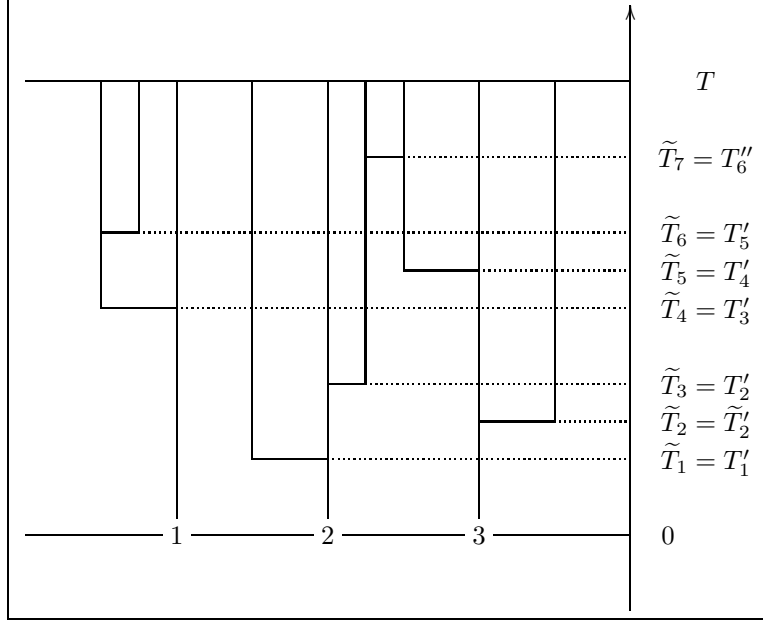 T
T̃₇ = T₆″
T̃₆ = T₅′
T̃₅ = T₄′
T̃₄ = T₃′
T̃₃ = T₂′
T̃₂ = T̃₂′
T̃₁ = T₁′
1 2 3 0